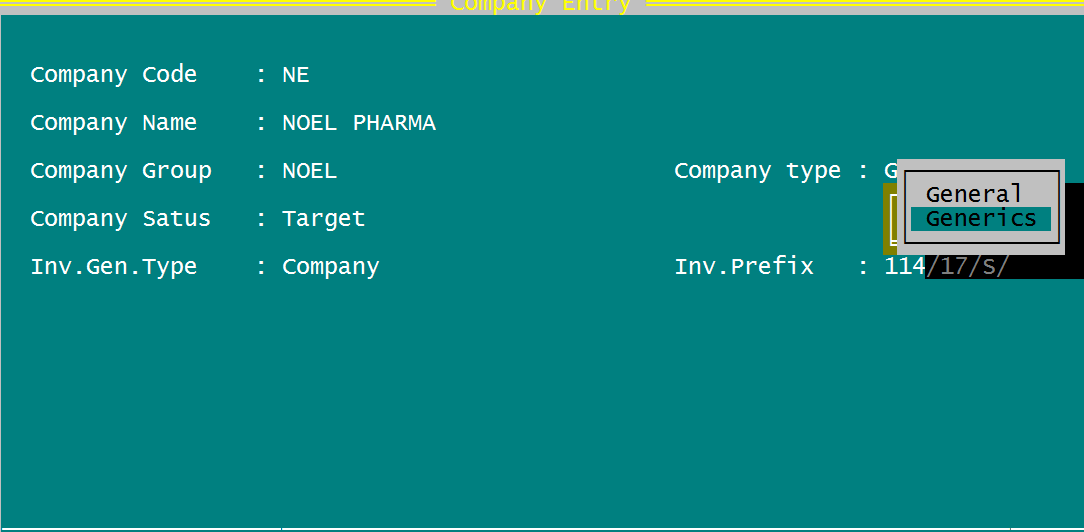 Company Entry
Company Code : NE
Company Name : NOEL PHARMA
Company Group : NOEL Company type : G
General
Company Satus : Target
Generics
Inv.Gen.Type : Company Inv.Prefix : 114/17/S/